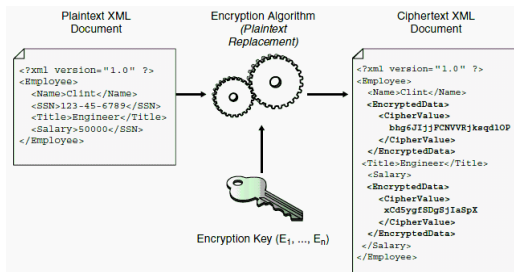 Plaintext XML
Document
Encryption Algorithm
(Plaintext
Replacement)
Ciphertext XML
Document
<?xml version="1.0" ?>
<Employee>
<Name>Clint</Name>
<SSN>123-45-6789</SSN>
<Title>Engineer</Title>
<Salary>50000</SSN>
</Employee>
<?xml version="1.0" ?>
<Employee>
<Name>Clint</Name>
<EncryptedData>
<CipherValue>
bhg6JIjjFCNVVRjksqdlOP
</CipherValue>
</EncryptedData>
<Title>Engineer</Title>
<Salary>
<EncryptedData>
<CipherValue>
xCd5ygfSDgSjIaSpX
</CipherValue>
</EncryptedData>
</Salary>
</Employee>
Encryption Key (E1, ..., En)